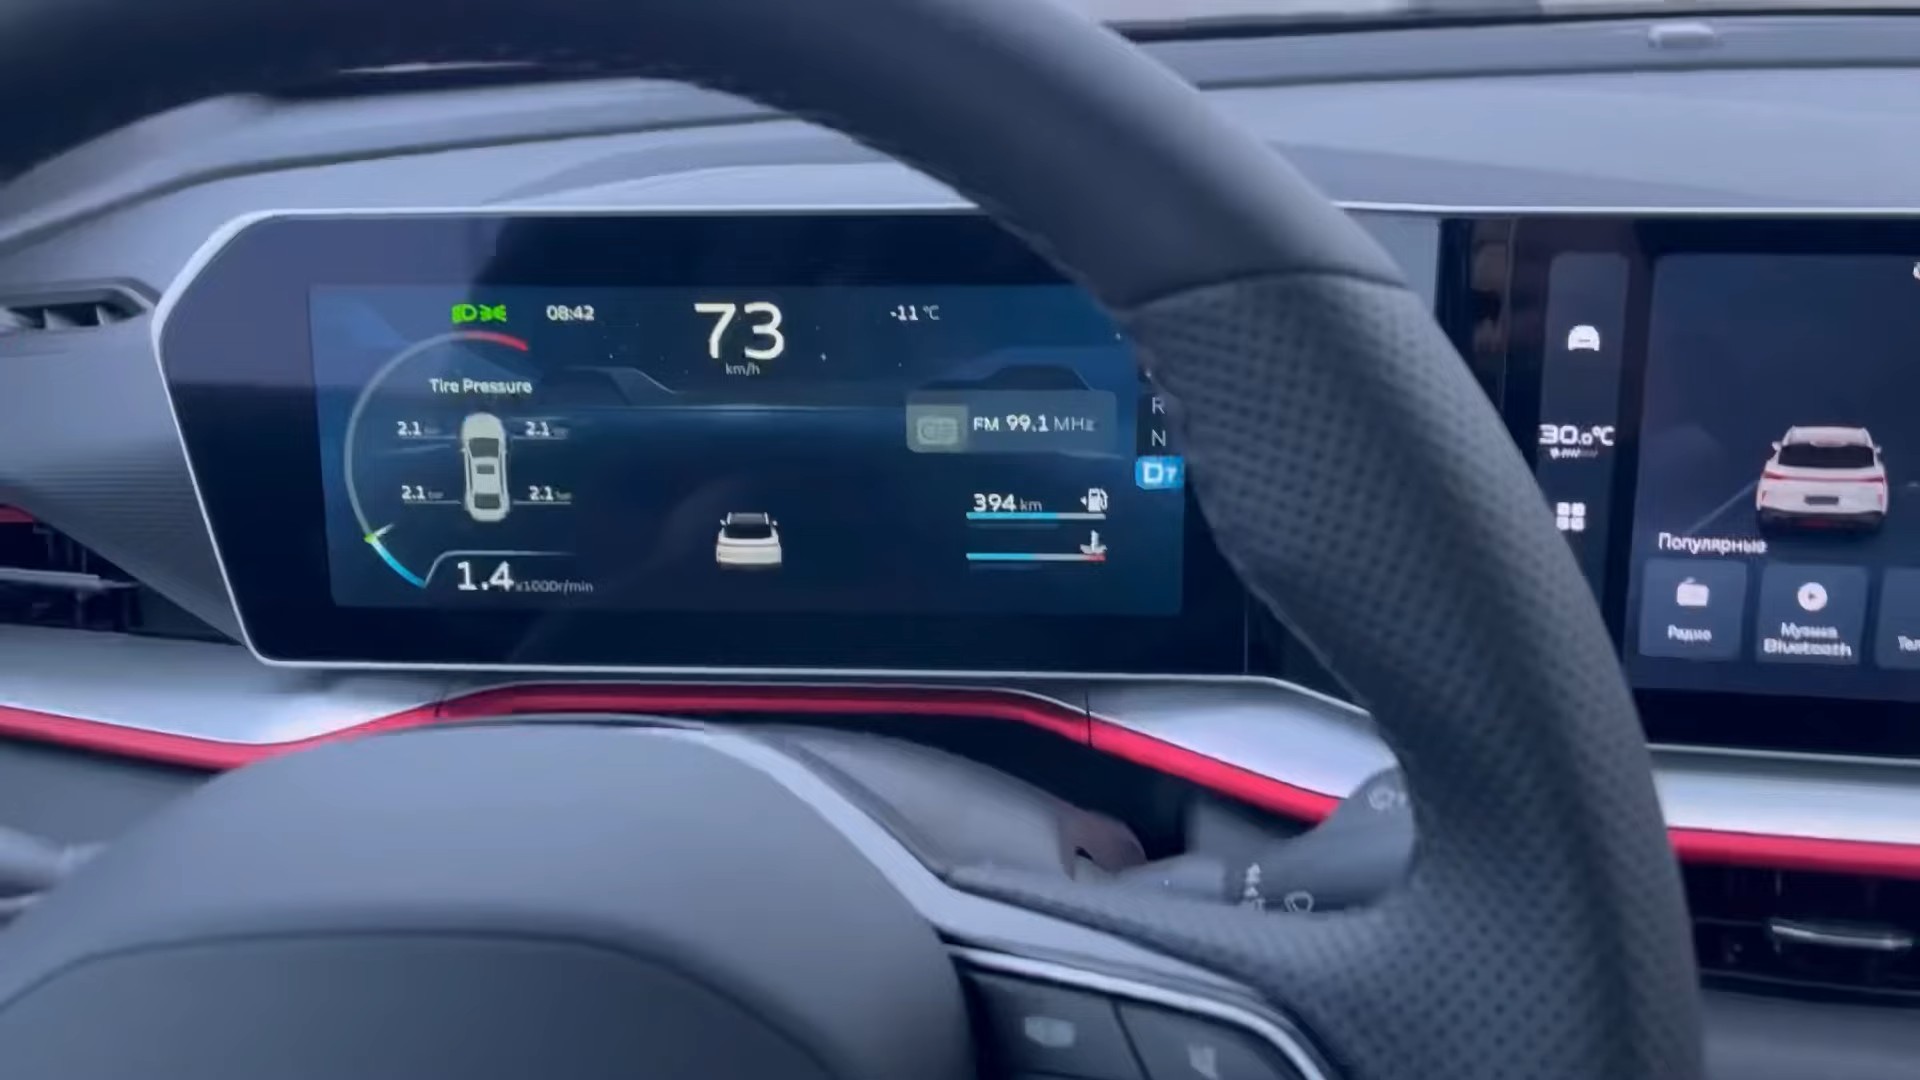 08:42
73
km/h
-11 °C
Tire Pressure
2.1
2.1
2.1
2.1
1.4 x1000r/min
FM 99.1 MHz
394 km
R
N
D7
30.0°C
Популярные
Радио
Музыка
Bluetooth
Тел